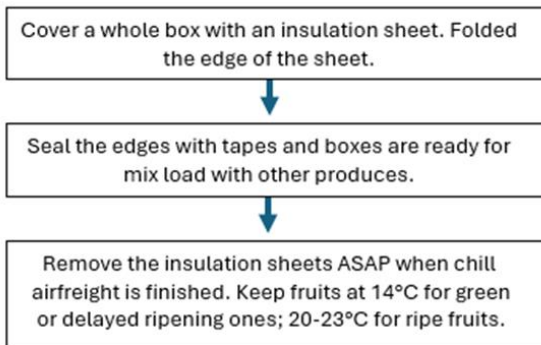 Cover a whole box with an insulation sheet. Folded
the edge of the sheet.
Seal the edges with tapes and boxes are ready for
mix load with other produces.
Remove the insulation sheets ASAP when chill
airfreight is finished. Keep fruits at 14°C for green
or delayed ripening ones; 20-23°C for ripe fruits.